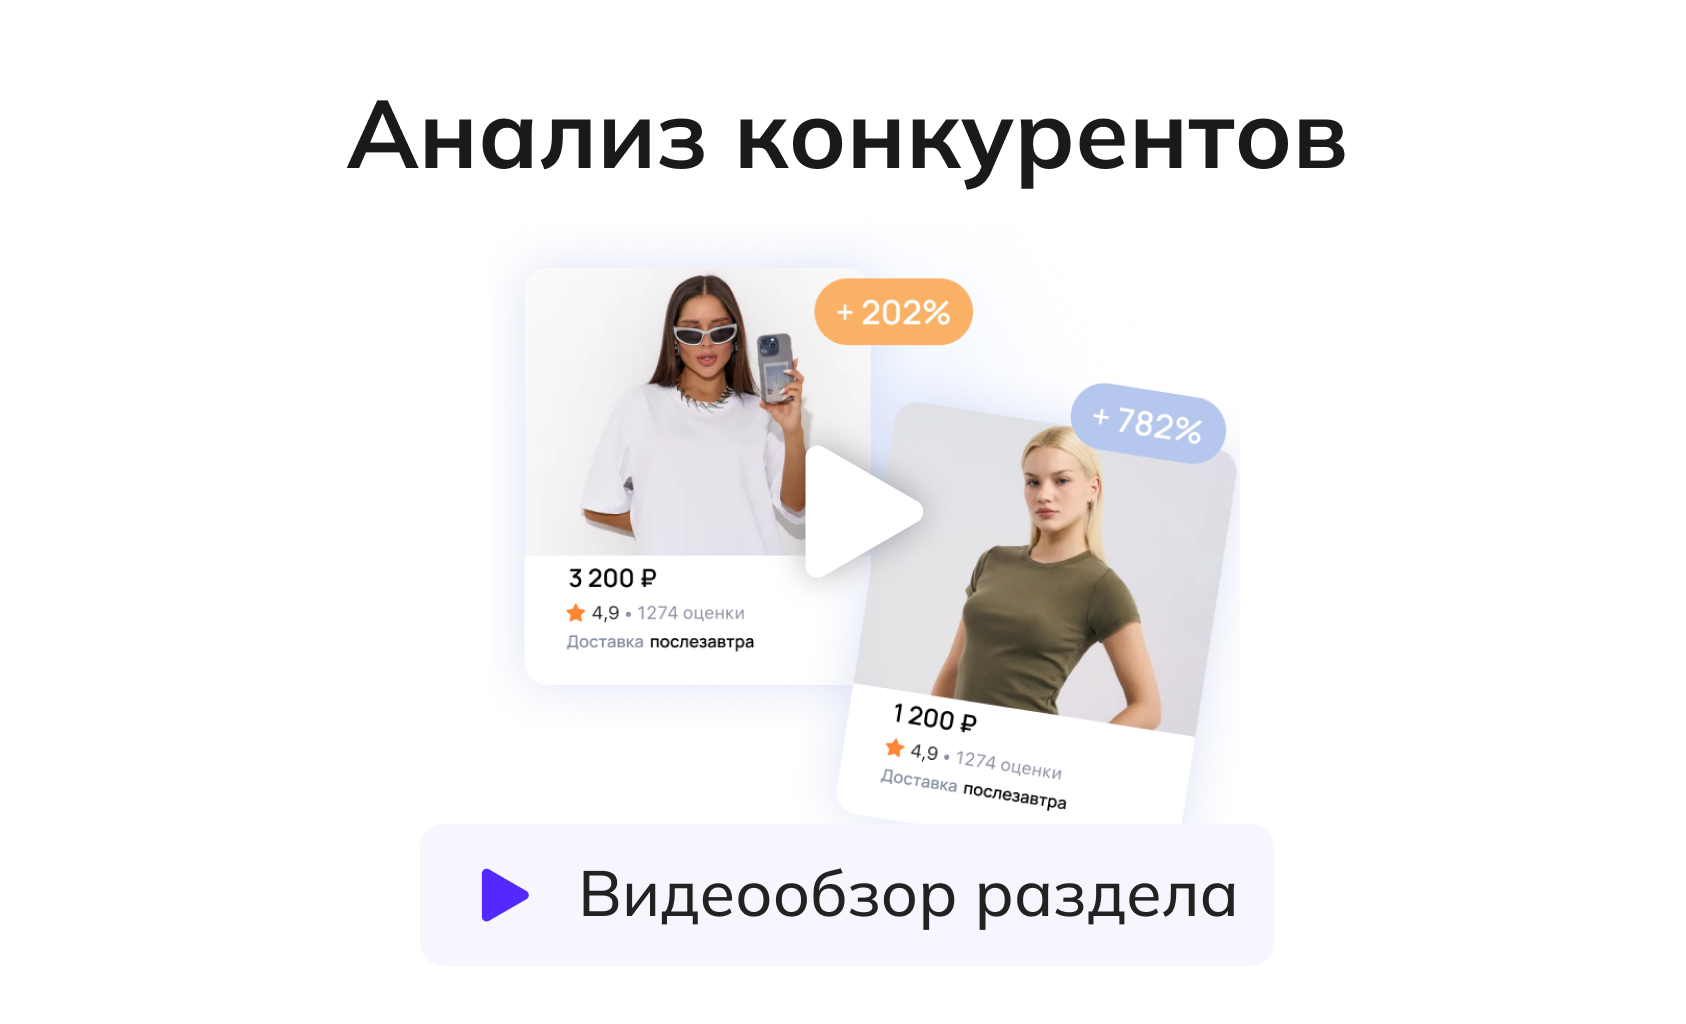 Анализ конкурентов
+ 202%
+ 782%
3 200 ₽
4,9 • 1274 оценки
Доставка послезавтра
1 200 ₽
4,9 • 1274 оценки
Доставка послезавтра
Видеообзор раздела